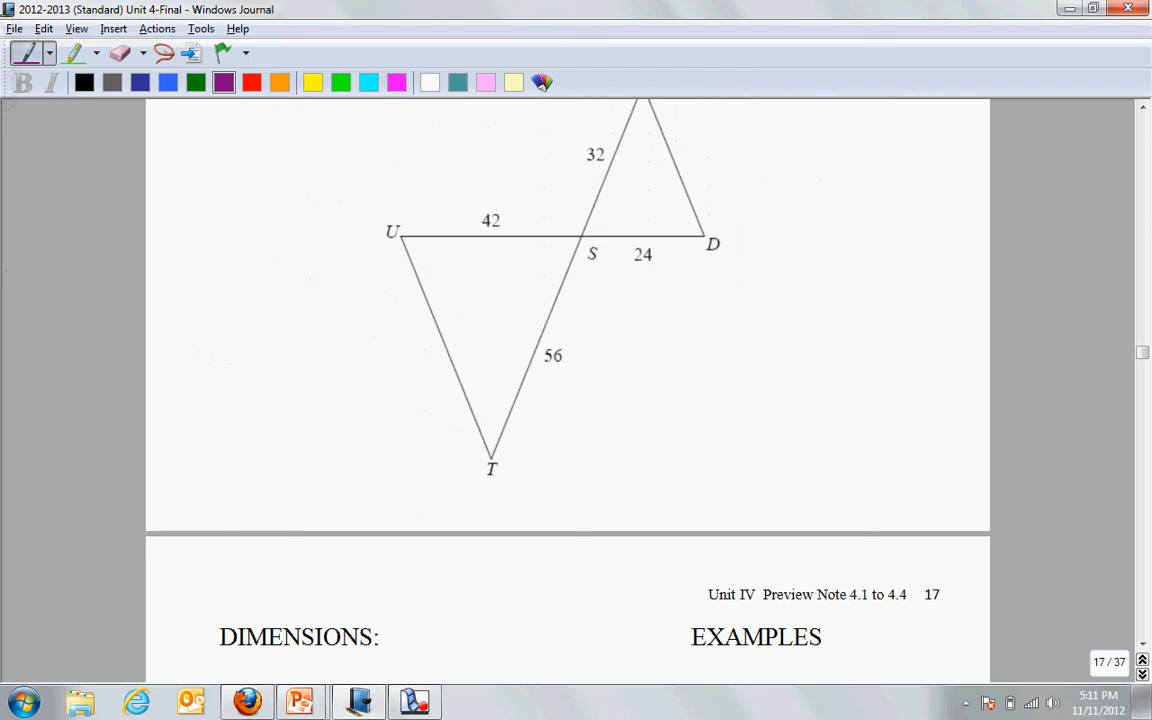 2012-2013 (Standard) Unit 4-Final - Windows Journal
File Edit View Insert Actions Tools Help
B I
32
42
U
S
24
D
56
T
Unit IV Preview Note 4.1 to 4.4 17
DIMENSIONS: EXAMPLES
17 / 37
5:11 PM
11/11/2012